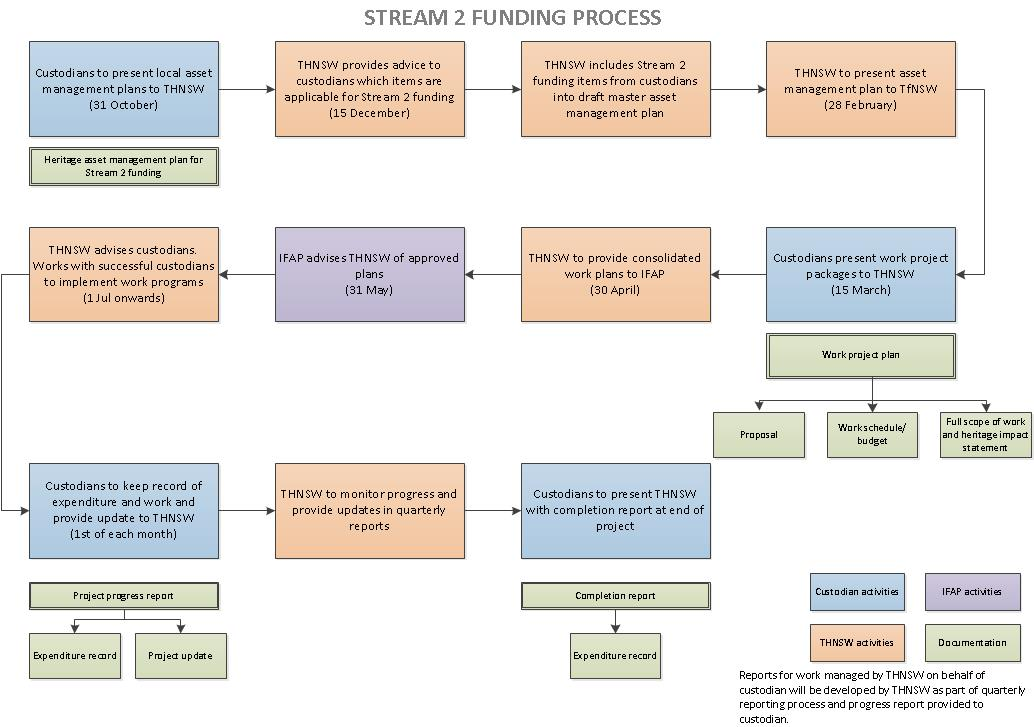 STREAM 2 FUNDING PROCESS
Custodians to present local asset
management plans to THNSW
(31 October)
THNSW provides advice to
custodians which items are
applicable for Stream 2 funding
(15 December)
THNSW includes Stream 2
funding items from custodians
into draft master asset
management plan
THNSW to present asset
management plan to TfNSW
(28 February)
Heritage asset management plan for
Stream 2 funding
Custodians present work project
packages to THNSW
(15 March)
THNSW to provide consolidated
work plans to IFAP
(30 April)
IFAP advises THNSW of approved
plans
(31 May)
THNSW advises custodians.
Works with successful custodians
to implement work programs
(1 Jul onwards)
Work project plan
Proposal
Work schedule/
budget
Full scope of work
and heritage impact
statement
Custodians to keep record of
expenditure and work and
provide update to THNSW
(1st of each month)
THNSW to monitor progress and
provide updates in quarterly
reports
Custodians to present THNSW
with completion report at end of
project
Project progress report
Expenditure record
Project update
Completion report
Expenditure record
Custodian activities
IFAP activities
THNSW activities
Documentation
Reports for work managed by THNSW on behalf of
custodian will be developed by THNSW as part of quarterly
reporting process and progress report provided to
custodian.